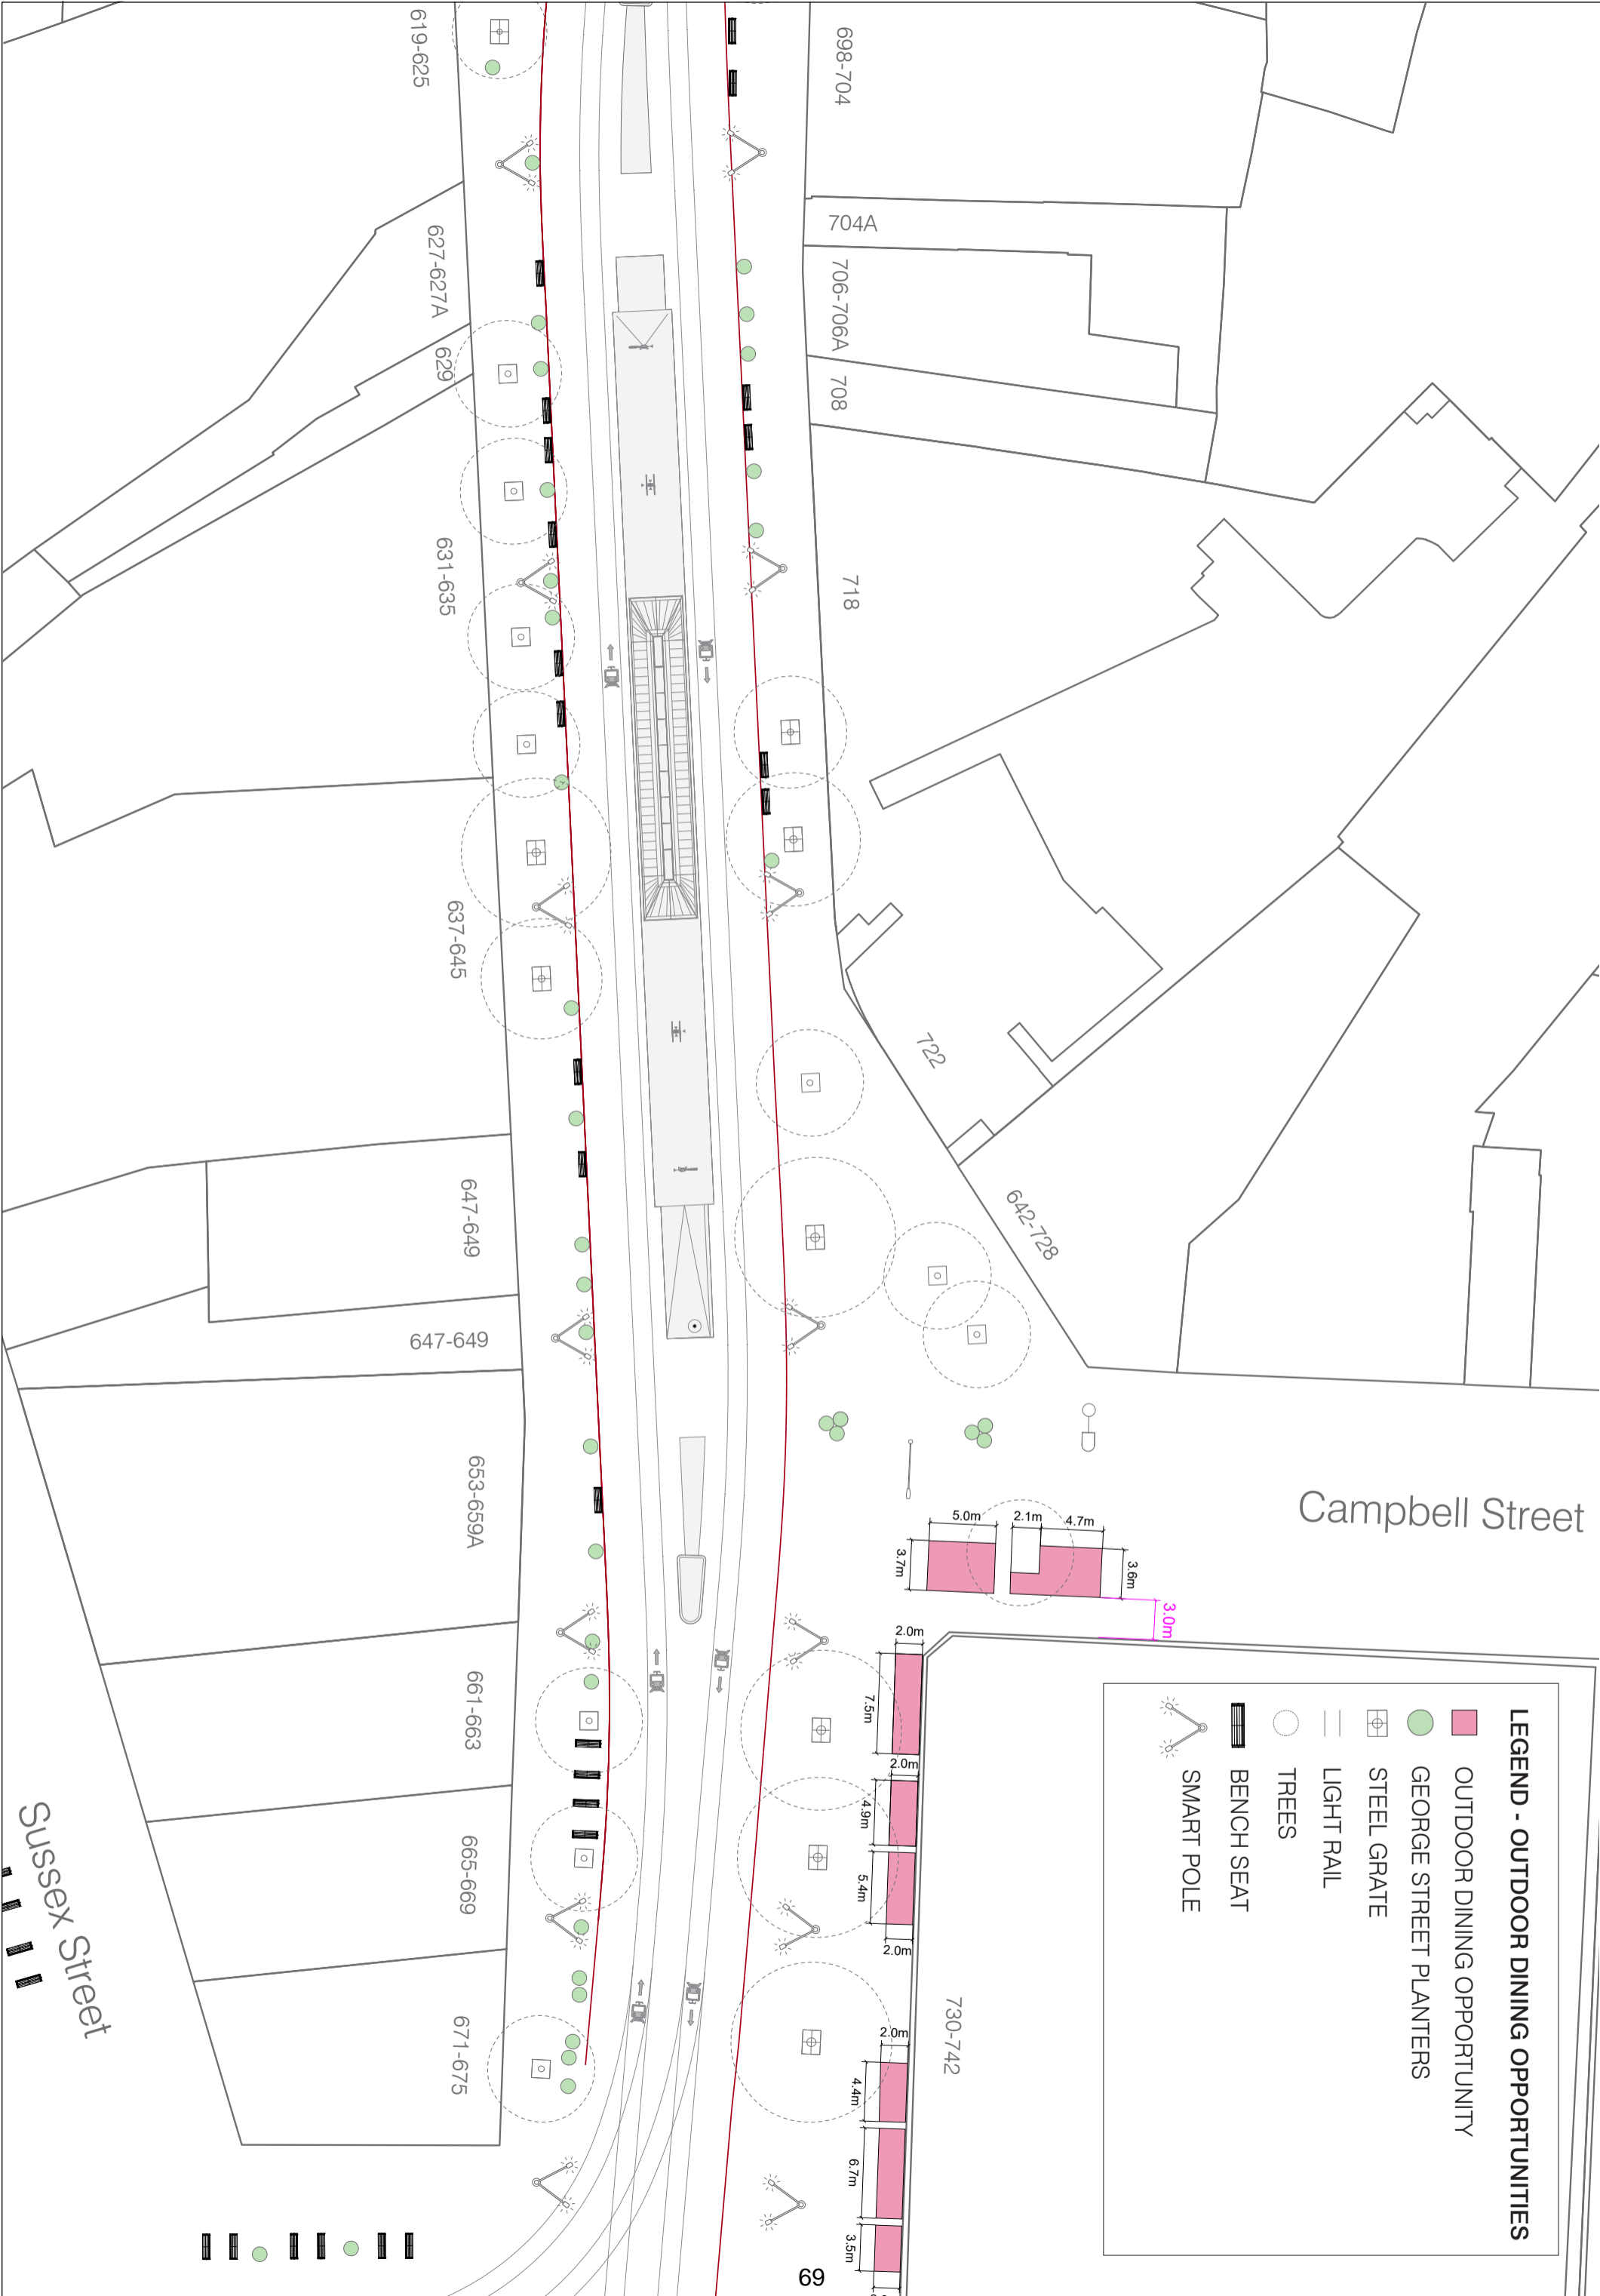 619-625
698-704
627-627A
704A
706-706A
629
708
631-635
718
637-645
722
647-649
642-728
647-649
653-659A
Campbell Street
5.0m
2.1m
4.7m
3.7m
3.6m
3.0m
2.0m
7.5m
2.0m
4.9m
5.4m
2.0m
661-663
665-669
671-675
730-742
2.0m
4.4m
6.7m
3.5m
Sussex Street
LEGEND - OUTDOOR DINING OPPORTUNITIES
OUTDOOR DINING OPPORTUNITY
GEORGE STREET PLANTERS
STEEL GRATE
LIGHT RAIL
TREES
BENCH SEAT
SMART POLE
69